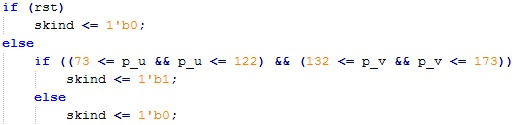 if (rst)
    skind <= 1'b0;
else
    if ((73 <= p_u && p_u <= 122) && (132 <= p_v && p_v <= 173))
        skind <= 1'b1;
    else
        skind <= 1'b0;